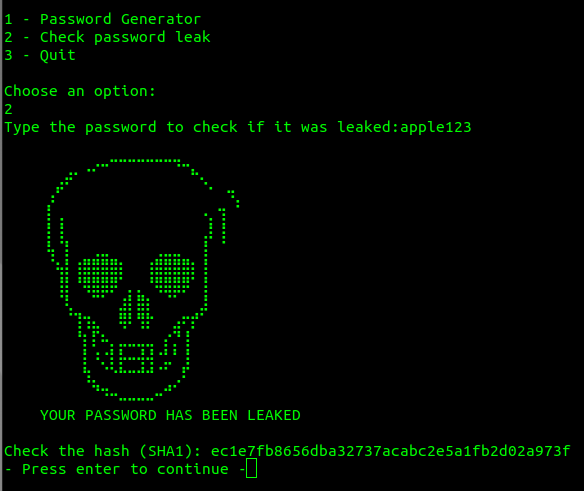 1 - Password Generator
2 - Check password leak
3 - Quit
Choose an option:
2
Type the password to check if it was leaked:apple123
YOUR PASSWORD HAS BEEN LEAKED
Check the hash (SHA1): ec1e7fb8656dba32737acabc2e5a1fb2d02a973f
- Press enter to continue -